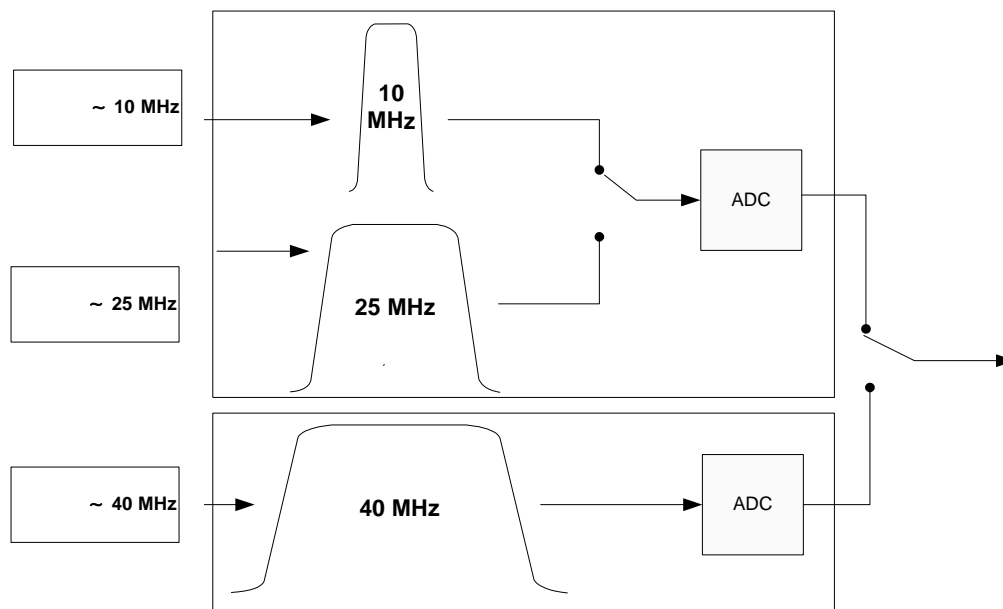 ~ 10 MHz
10
MHz
ADC
~ 25 MHz
25 MHz
~ 40 MHz
40 MHz
ADC